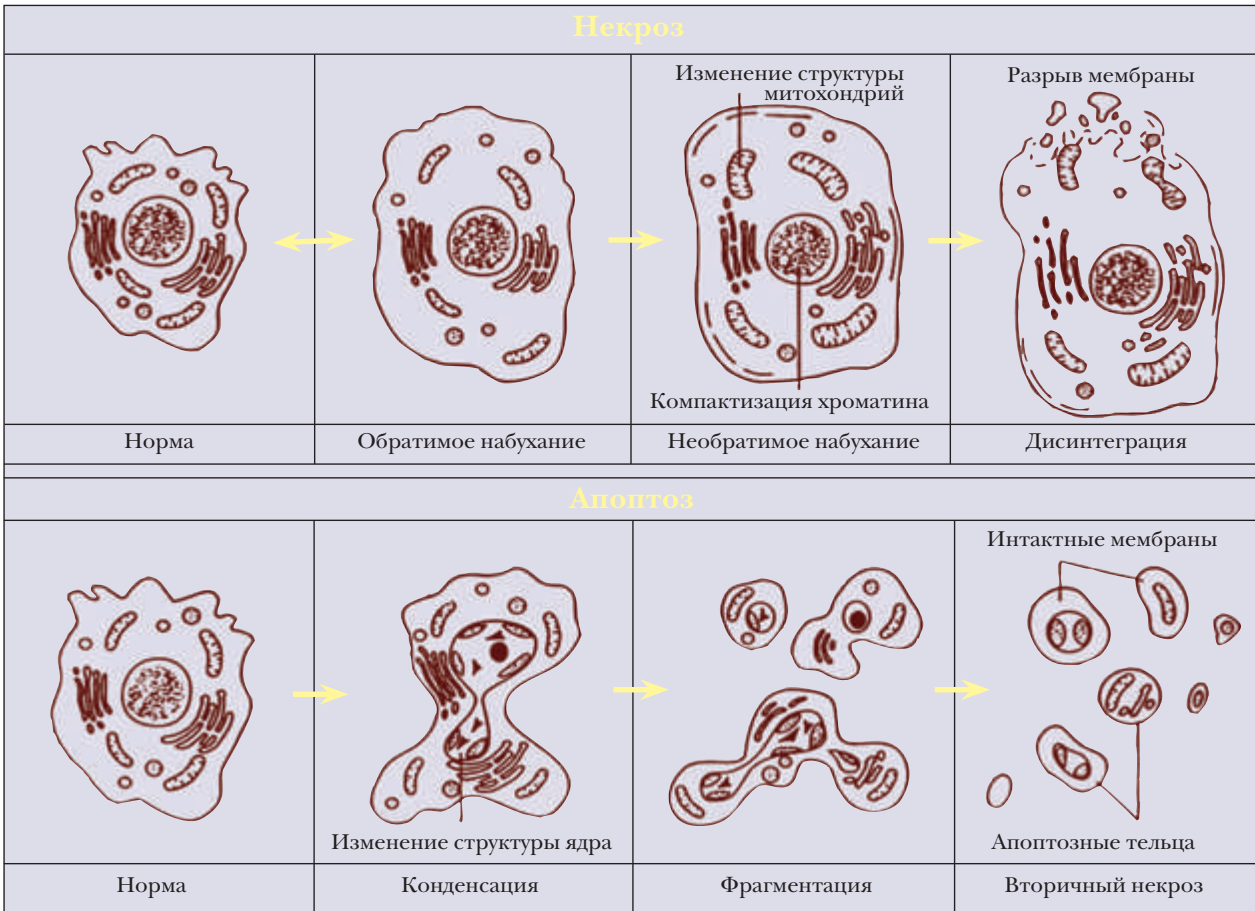 Некроз
Изменение структуры
митохондрий
Разрыв мембраны
Компактизация хроматина
Норма
Обратимое набухание
Необратимое набухание
Дисинтеграция
Апоптоз
Интактные мембраны
Изменение структуры ядра
Апоптозные тельца
Норма
Конденсация
Фрагментация
Вторичный некроз